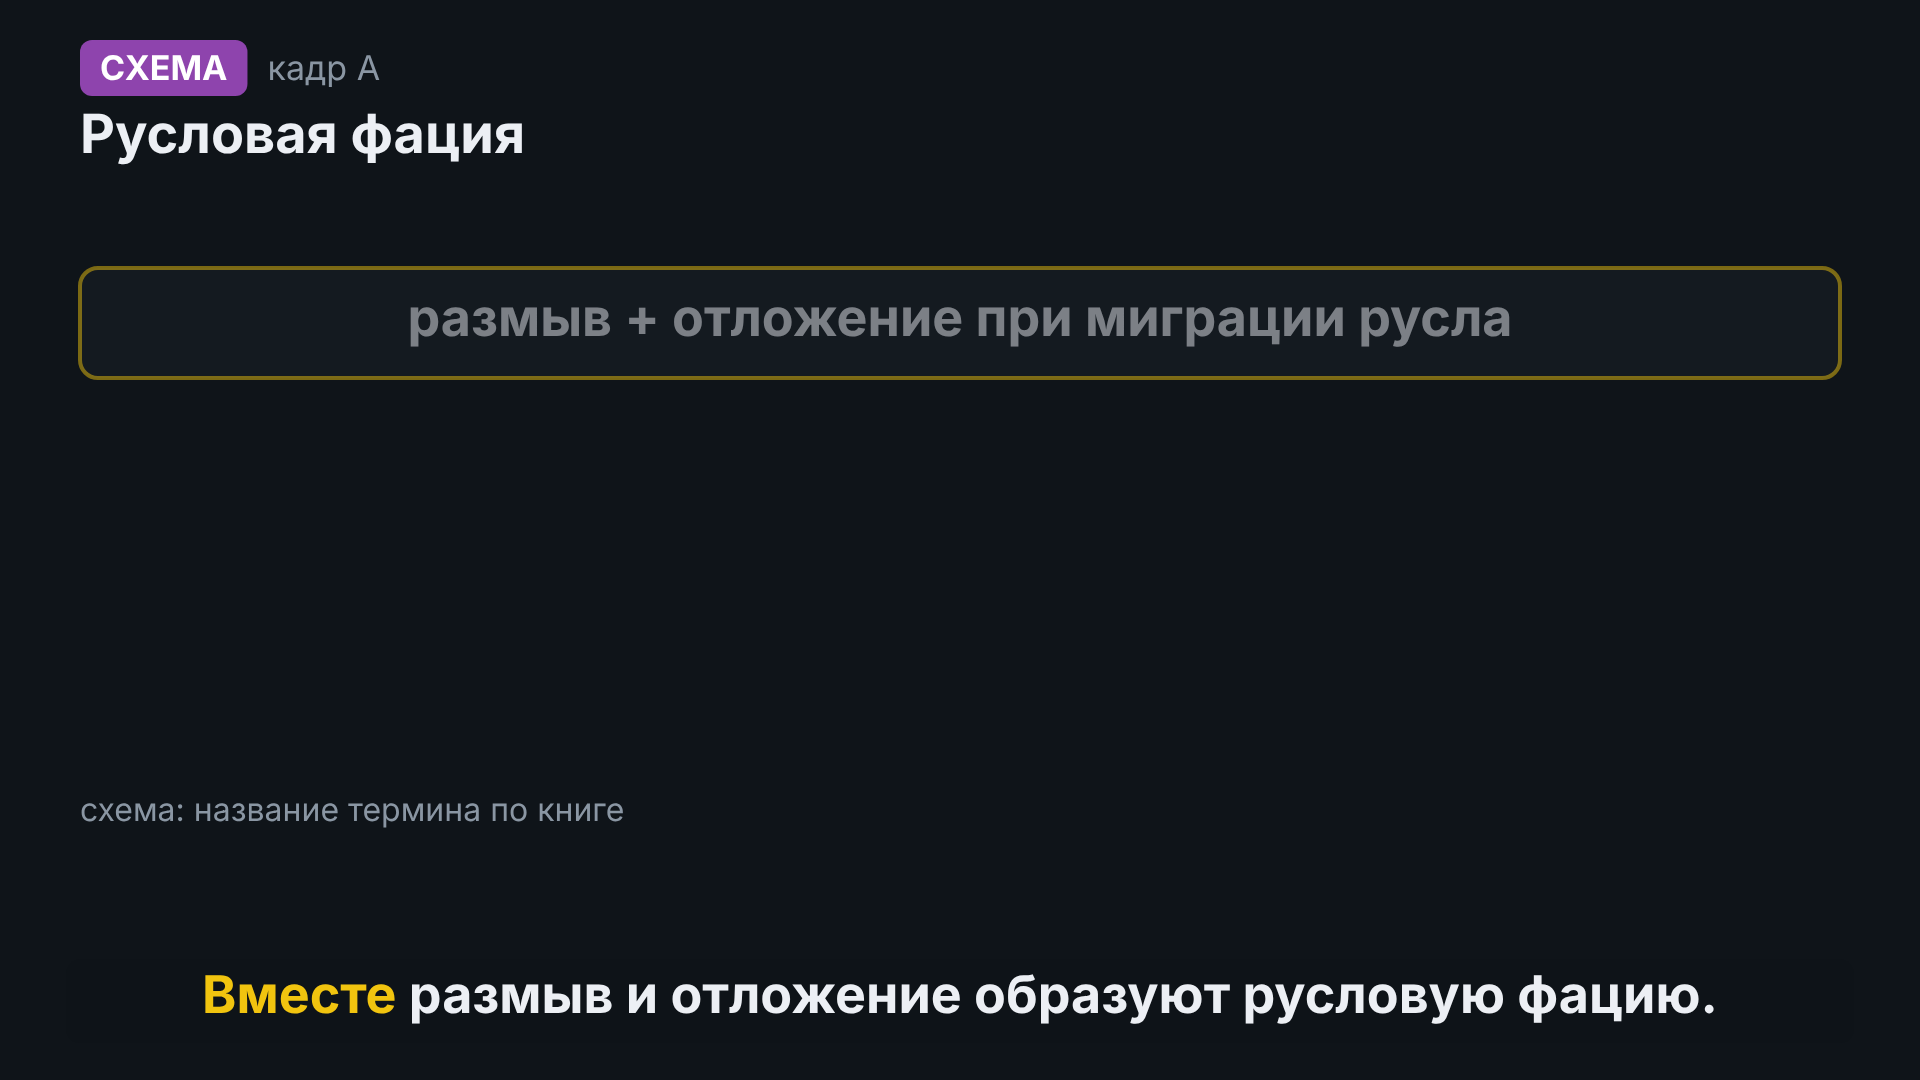 СХЕМА кадр А
Русловая фация
размыв + отложение при миграции русла
схема: название термина по книге
Вместе размыв и отложение образуют русловую фацию.